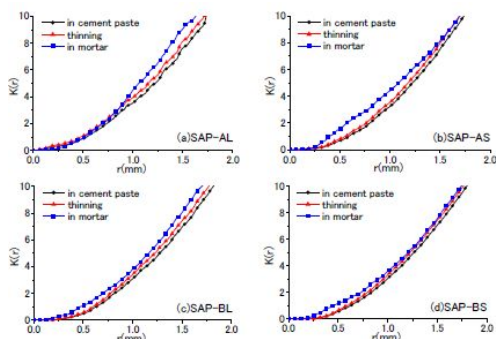 in cement paste
thinning
in mortar
K(r)
10
8
6
4
2
0
(a)SAP-AL
0.0 0.5 1.0 1.5 2.0
r(mm)
in cement paste
thinning
in mortar
K(r)
10
8
6
4
2
0
(b)SAP-AS
0.0 0.5 1.0 1.5 2.0
r(mm)
in cement paste
thinning
in mortar
K(r)
10
8
6
4
2
0
(c)SAP-BL
0.0 0.5 1.0 1.5 2.0
r(mm)
in cement paste
thinning
in mortar
K(r)
10
8
6
4
2
0
(d)SAP-BS
0.0 0.5 1.0 1.5 2.0
r(mm)